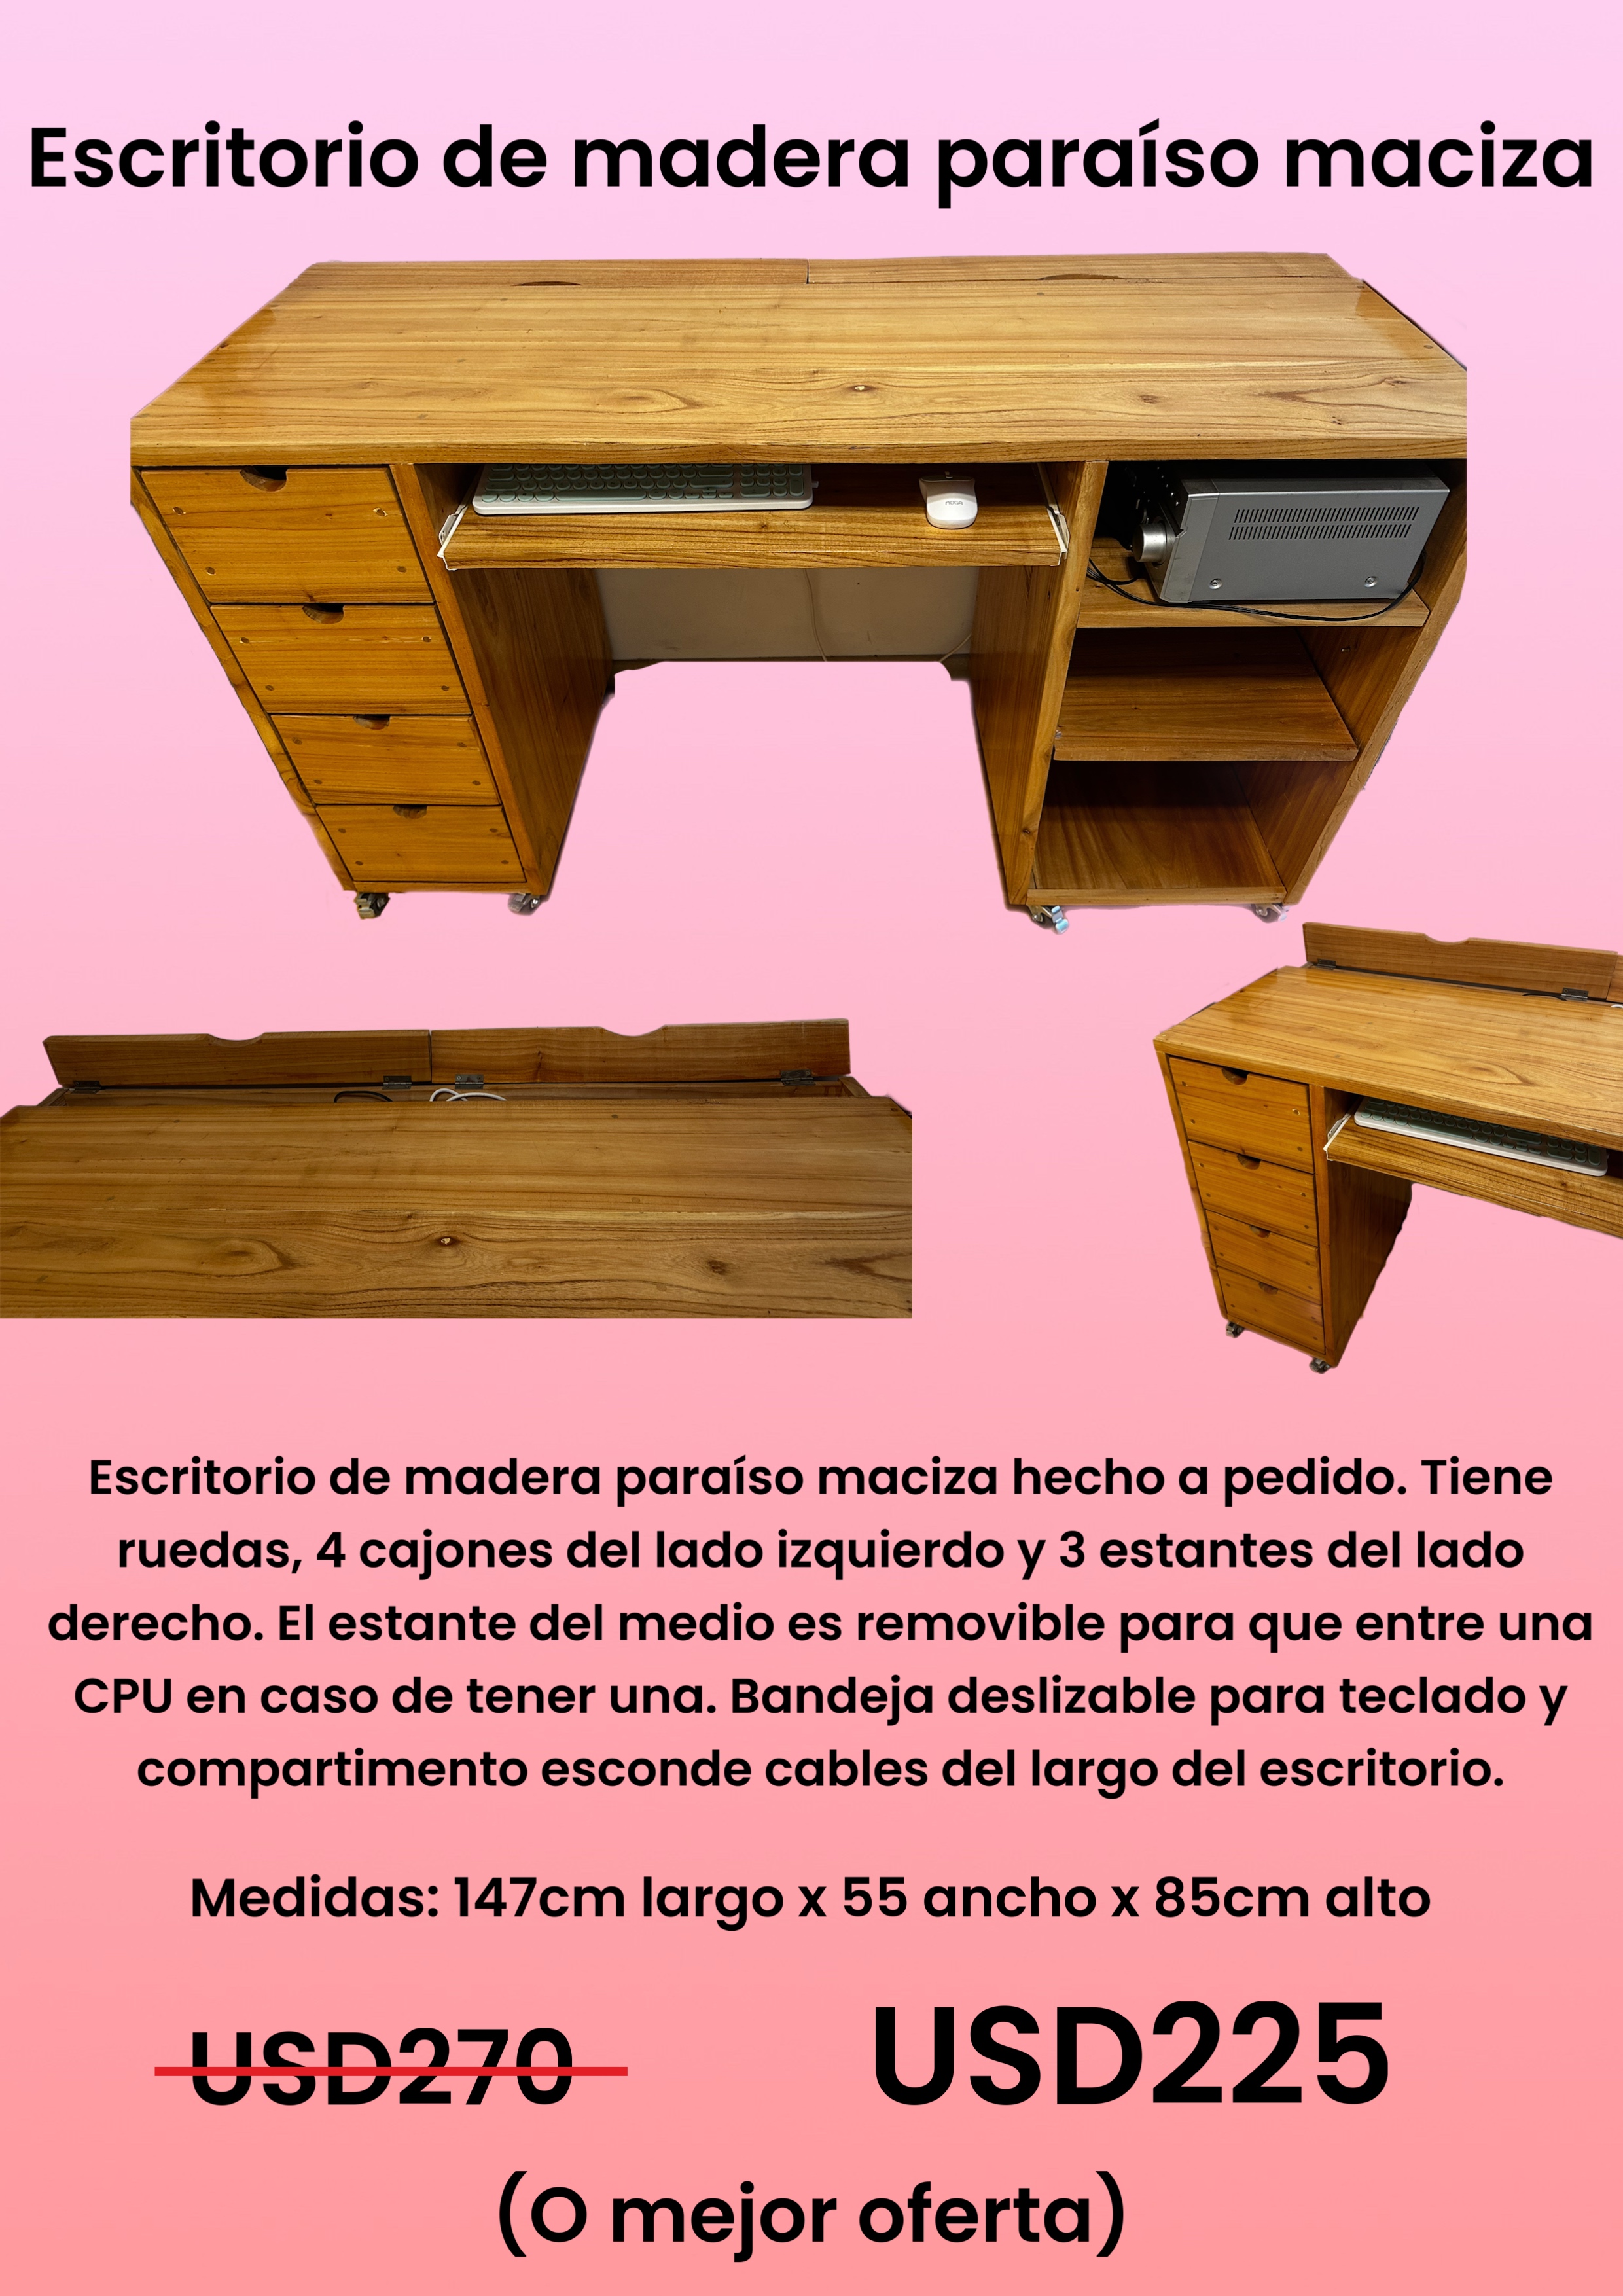 Escritorio de madera paraíso maciza
Escritorio de madera paraíso maciza hecho a pedido. Tiene
ruedas, 4 cajones del lado izquierdo y 3 estantes del lado
derecho. El estante del medio es removible para que entre una
CPU en caso de tener una. Bandeja deslizable para teclado y
compartimento esconde cables del largo del escritorio.
Medidas: 147cm largo x 55 ancho x 85cm alto
USD270
USD225
(O mejor oferta)